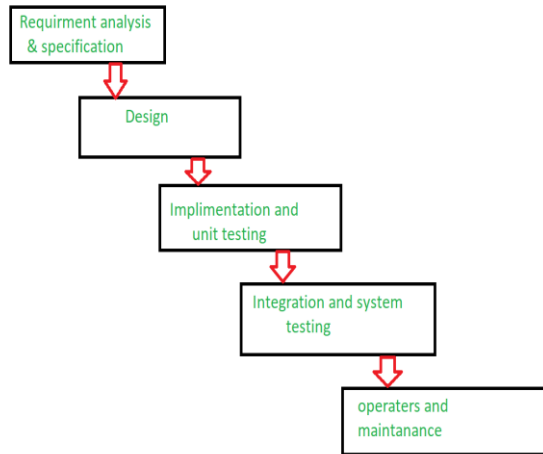 Requirment analysis
& specification
Design
Implimentation and
unit testing
Integration and system
testing
operaters and
maintanance